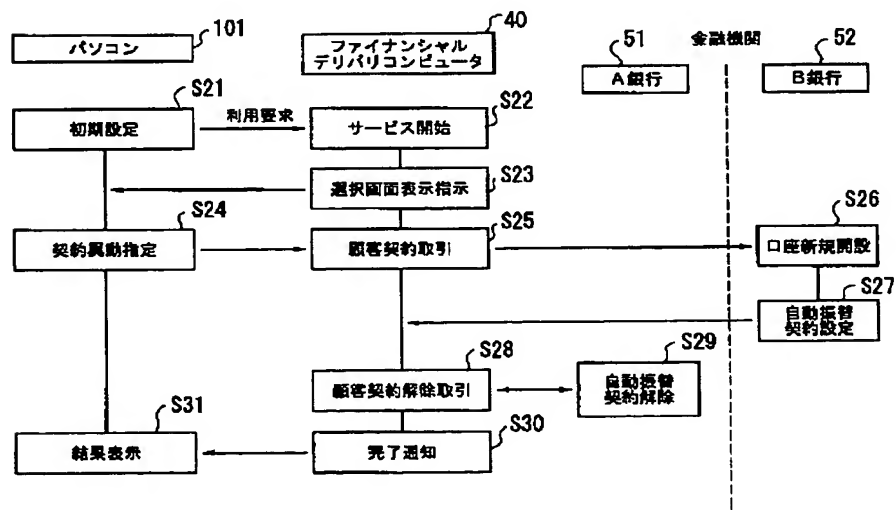 101
パソコン
40
ファイナンシャル
デリバリコンピュータ
51
金融機関
52
A銀行
B銀行
S21
初期設定
利用要求
S22
サービス開始
S23
選択画面表示指示
S24
契約異動指定
S25
顧客契約取引
S26
口座新規開設
S27
自動振替
契約設定
S28
顧客契約解除取引
S29
自動振替
契約解除
S31
結果表示
S30
完了通知